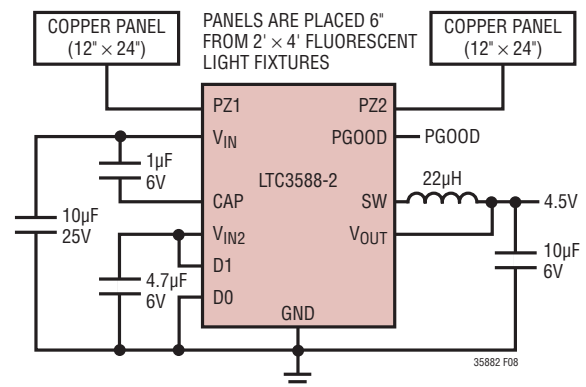 COPPER PANEL
(12" × 24")
PANELS ARE PLACED 6"
FROM 2' × 4' FLUORESCENT
LIGHT FIXTURES
COPPER PANEL
(12" × 24")
PZ1
PZ2
VIN
PGOOD
PGOOD
1µF
6V
LTC3588-2
22µH
CAP
SW
4.5V
10µF
25V
VIN2
VOUT
10µF
6V
4.7µF
6V
D1
D0
GND
35882 F08